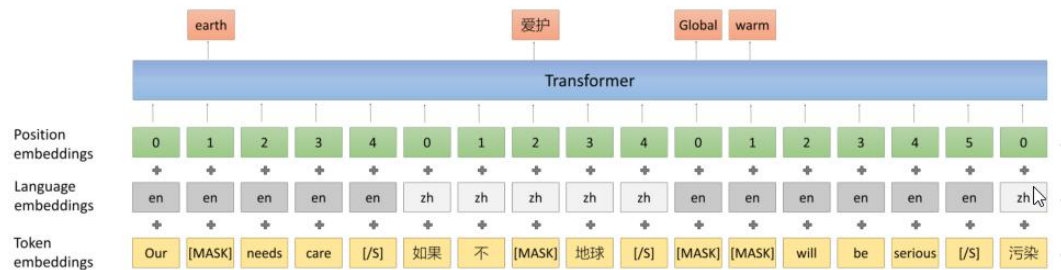 earth 爱护 Global warm
Transformer
Position embeddings 0 1 2 3 4 0 1 2 3 4 0 1 2 3 4 5 0
Language embeddings en en en en en zh zh zh zh zh en en en en en en zh
Token embeddings Our [MASK] needs care [/S] 如果 不 [MASK] 地球 [/S] [MASK] [MASK] will be serious [/S] 污染